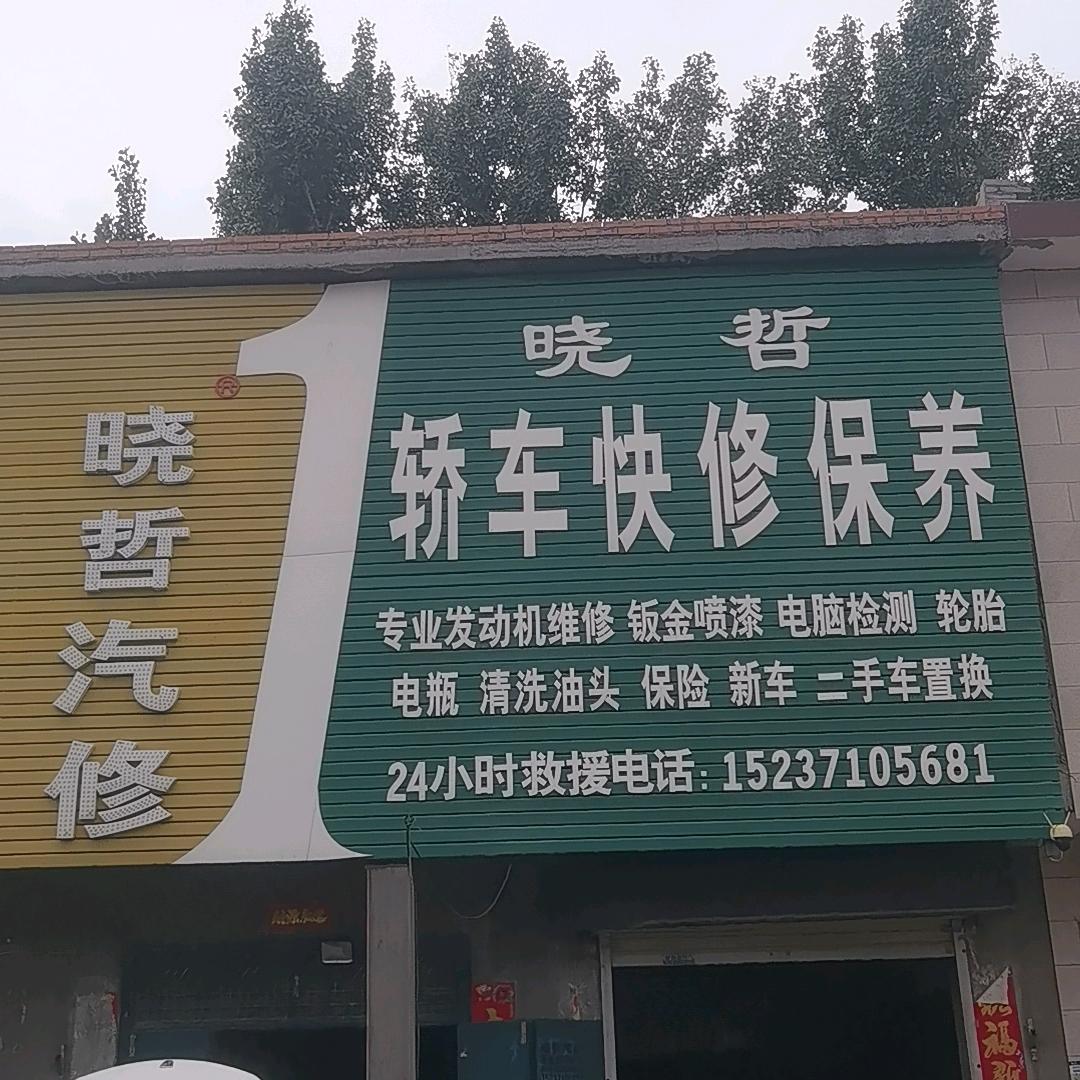 晓哲汽修
®
1
晓哲
轿车快修保养
专业发动机维修 钣金喷漆 电脑检测 轮胎
电瓶 清洗油头 保险 新车 二手车置换
24小时救援电话:15237105681
福